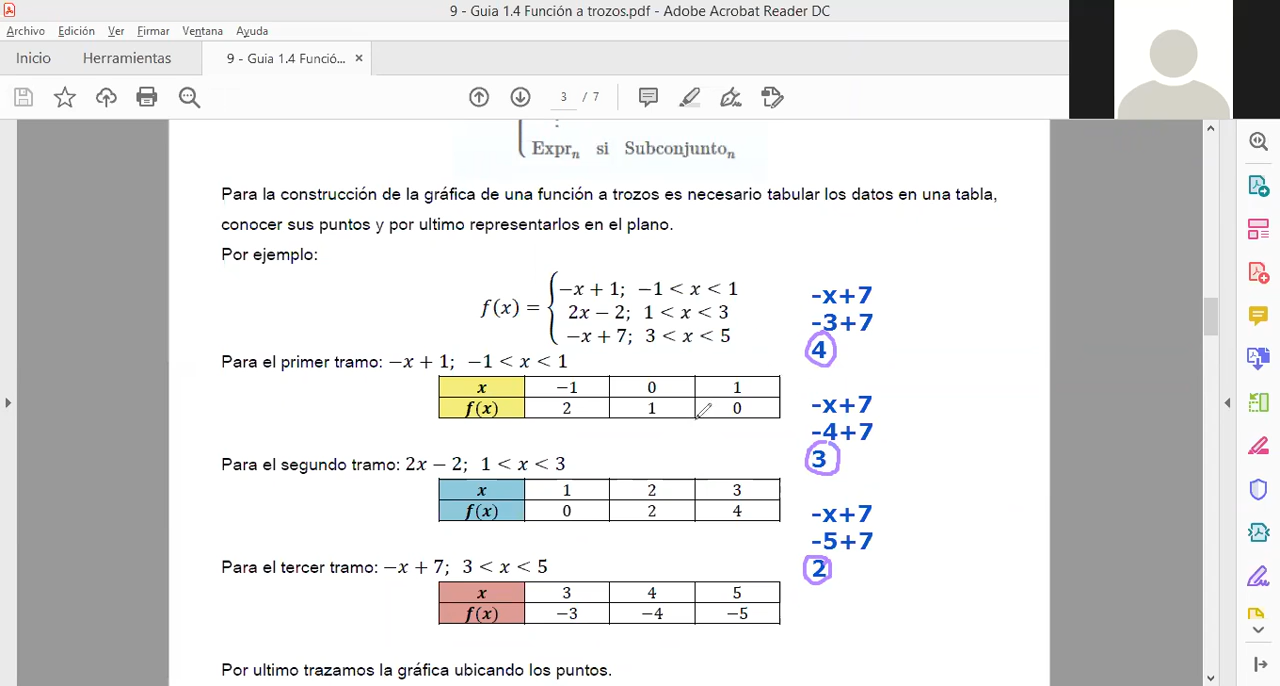 9 - Guia 1.4 Función a trozos.pdf - Adobe Acrobat Reader DC
Archivo Edición Ver Firmar Ventana Ayuda
Inicio Herramientas 9 - Guia 1.4 Funció... ×
3 / 7
Exprₙ si Subconjuntoₙ
Para la construcción de la gráfica de una función a trozos es necesario tabular los datos en una tabla,
conocer sus puntos y por ultimo representarlos en el plano.
Por ejemplo:
−x + 1; −1 < x < 1
f(x) = 2x − 2; 1 < x < 3
−x + 7; 3 < x < 5
Para el primer tramo: −x + 1; −1 < x < 1
x −1 0 1
f(x) 2 1 0
Para el segundo tramo: 2x − 2; 1 < x < 3
x 1 2 3
f(x) 0 2 4
Para el tercer tramo: −x + 7; 3 < x < 5
x 3 4 5
f(x) −3 −4 −5
Por ultimo trazamos la gráfica ubicando los puntos.
-x+7
-3+7
4
-x+7
-4+7
3
-x+7
-5+7
2